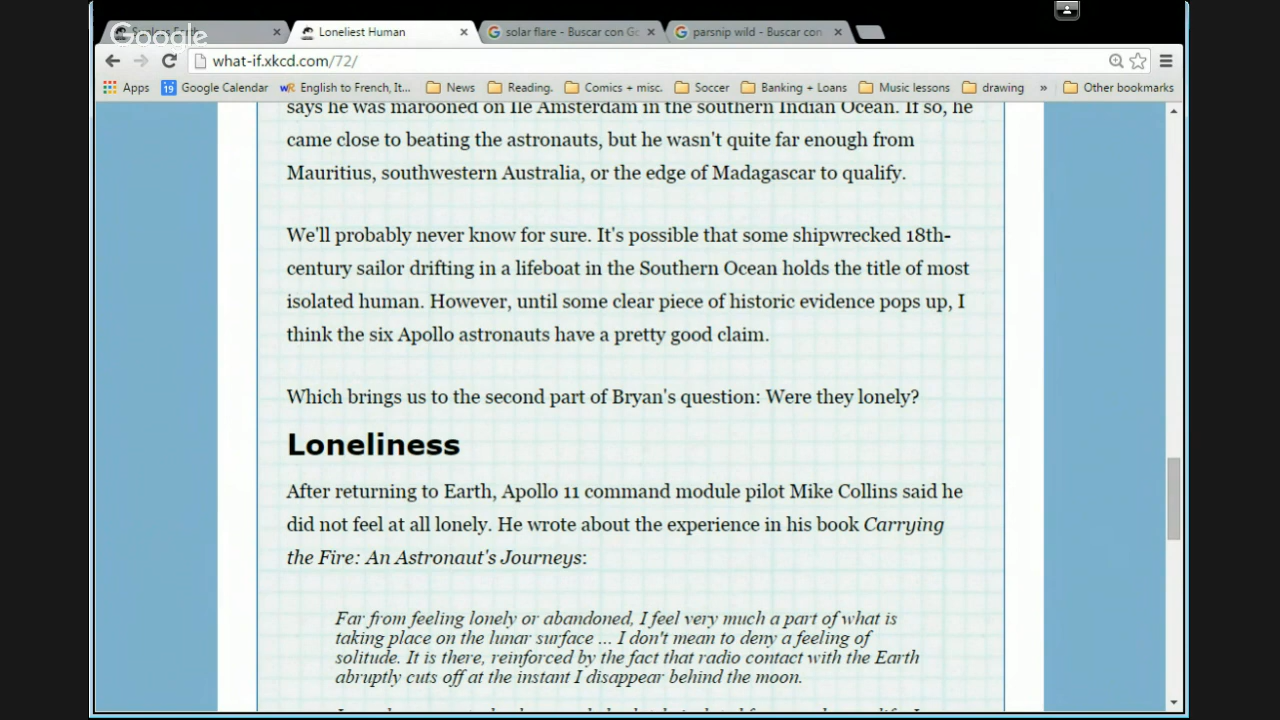 Google
Loneliest Human
solar flare - Buscar con Go
parsnip wild - Buscar con
what-if.xkcd.com/72/
Apps
19
Google Calendar
WR
English to French, It...
News
Reading.
Comics + misc.
Soccer
Banking + Loans
Music lessons
drawing
»
Other bookmarks
says he was marooned on Île Amsterdam in the southern Indian Ocean. If so, he
came close to beating the astronauts, but he wasn't quite far enough from
Mauritius, southwestern Australia, or the edge of Madagascar to qualify.
We'll probably never know for sure. It's possible that some shipwrecked 18th-
century sailor drifting in a lifeboat in the Southern Ocean holds the title of most
isolated human. However, until some clear piece of historic evidence pops up, I
think the six Apollo astronauts have a pretty good claim.
Which brings us to the second part of Bryan's question: Were they lonely?
Loneliness
After returning to Earth, Apollo 11 command module pilot Mike Collins said he
did not feel at all lonely. He wrote about the experience in his book Carrying
the Fire: An Astronaut's Journeys:
Far from feeling lonely or abandoned, I feel very much a part of what is
taking place on the lunar surface ... I don't mean to deny a feeling of
solitude. It is there, reinforced by the fact that radio contact with the Earth
abruptly cuts off at the instant I disappear behind the moon.